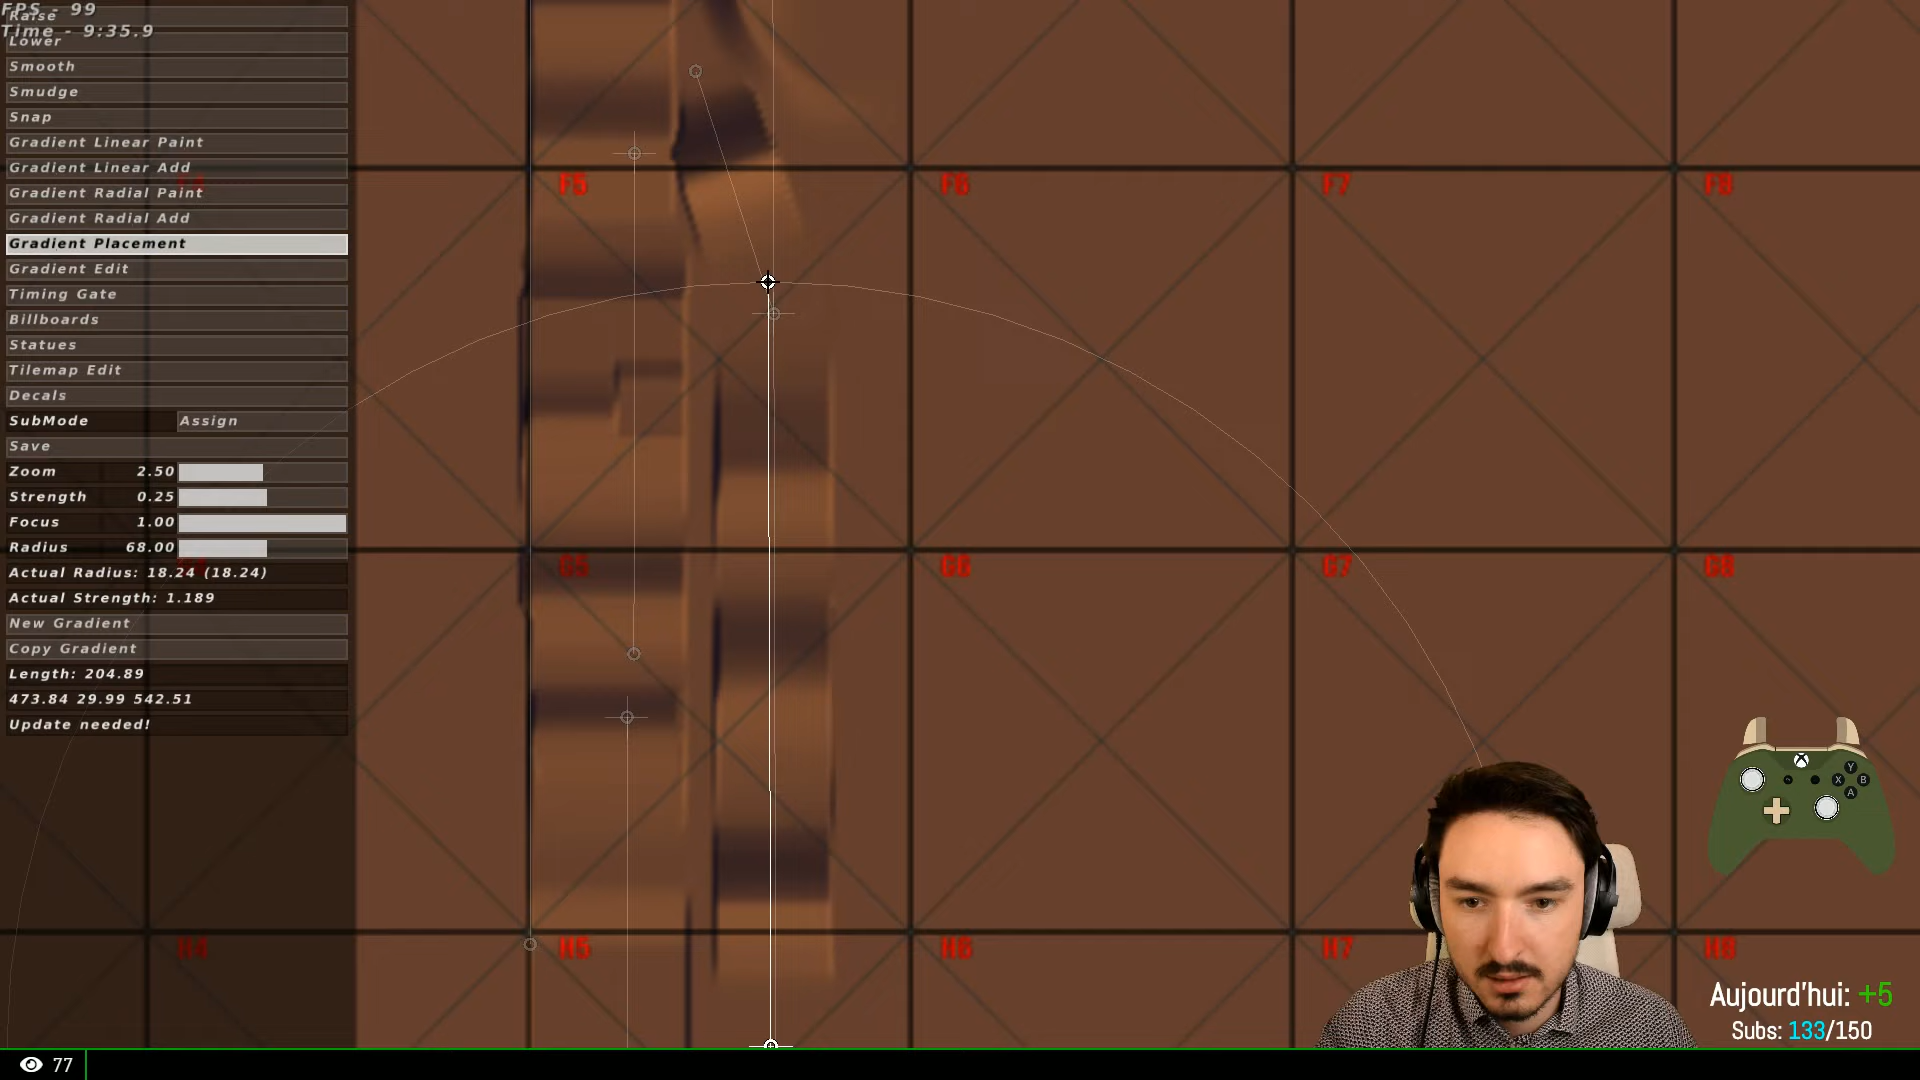 FPS - 99
Raise
Time - 9:35.9
Lower
Smooth
Smudge
Snap
Gradient Linear Paint
Gradient Linear Add
Gradient Radial Paint
Gradient Radial Add
Gradient Placement
Gradient Edit
Timing Gate
Billboards
Statues
Tilemap Edit
Decals
SubMode Assign
Save
Zoom 2.50
Strength 0.25
Focus 1.00
Radius 68.00
Actual Radius: 18.24 (18.24)
Actual Strength: 1.189
New Gradient
Copy Gradient
Length: 204.89
473.84 29.99 542.51
Update needed!
F5 F6 F7 F8
G5 G6 G7 G8
H4 H5 H6 H7 H8
Y
X B
A
Aujourd'hui: +5
Subs: 133/150
77